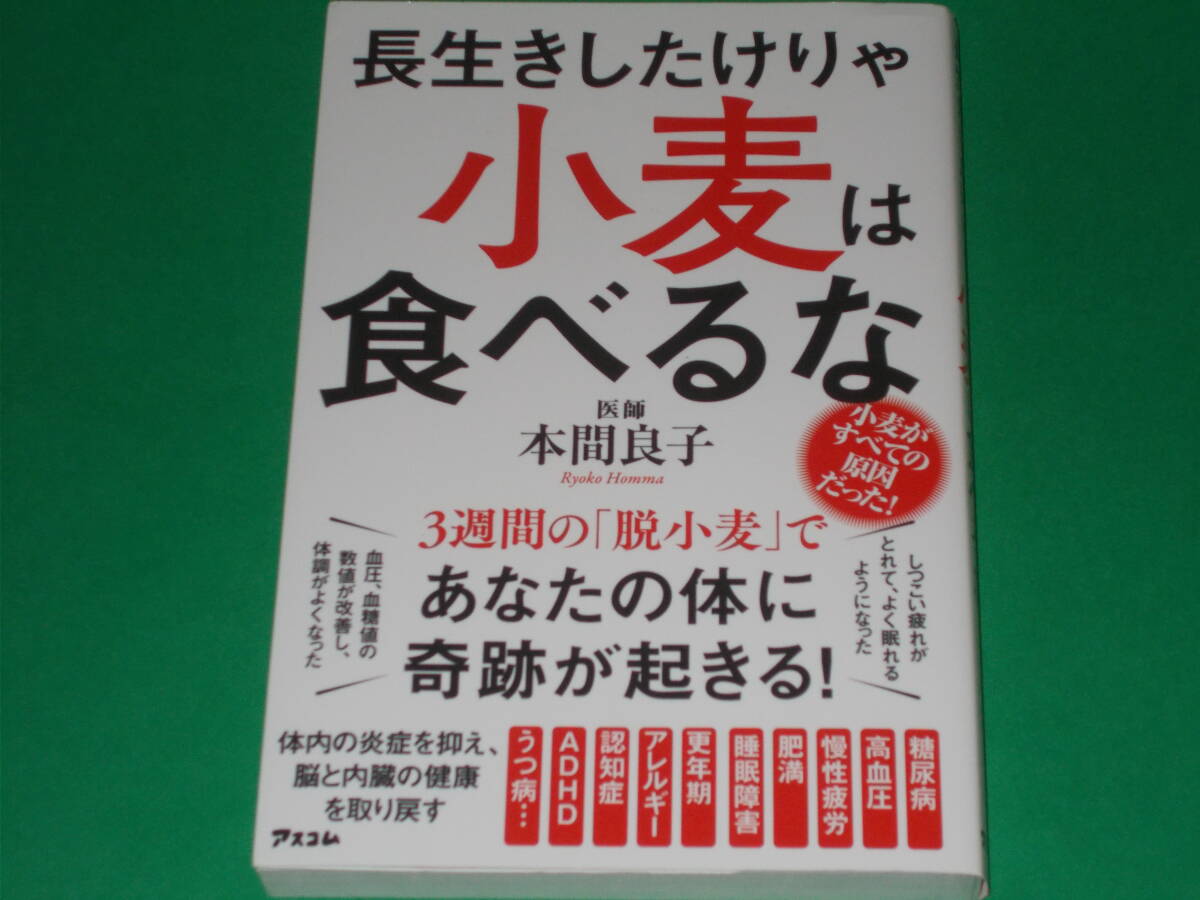 長生きしたけりゃ
小麦は
食べるな
医師
本間良子
Ryoko Homma
小麦が
すべての
原因
だった!
3週間の「脱小麦」で
あなたの体に
奇跡が起きる!
しつこい疲れが
とれて、よく眠れる
ようになった
血圧、血糖値の
数値が改善し、
体調がよくなった
体内の炎症を抑え、
脳と内臓の健康
を取り戻す
糖尿病
高血圧
慢性疲労
肥満
睡眠障害
更年期
アレルギー
認知症
ADHD
うつ病…
アスコム